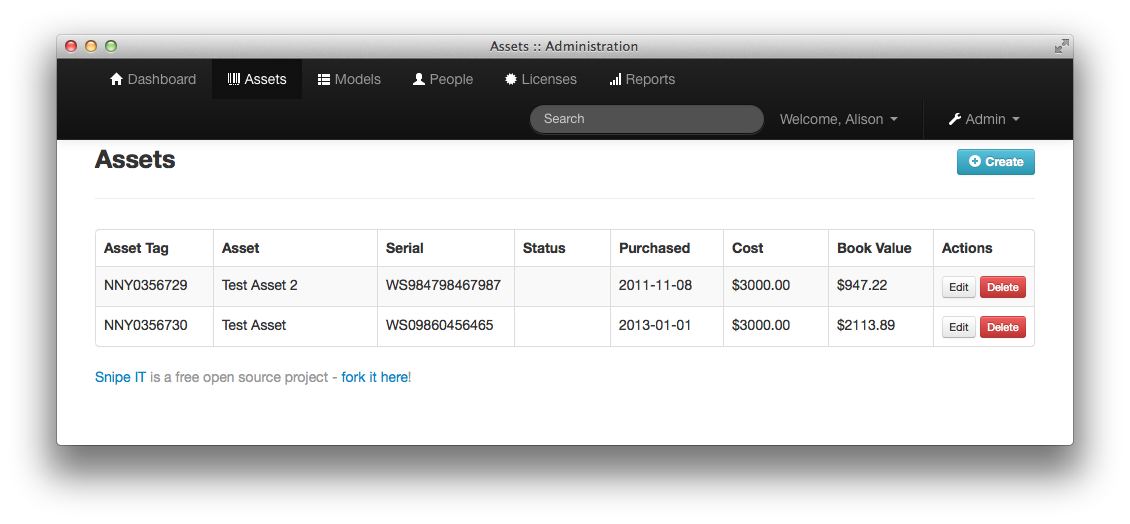 Assets :: Administration
Dashboard Assets Models People Licenses Reports
Search Welcome, Alison Admin
Assets Create
Asset Tag Asset Serial Status Purchased Cost Book Value Actions
NNY0356729 Test Asset 2 WS984798467987 2011-11-08 $3000.00 $947.22 Edit Delete
NNY0356730 Test Asset WS09860456465 2013-01-01 $3000.00 $2113.89 Edit Delete
Snipe IT is a free open source project - fork it here!